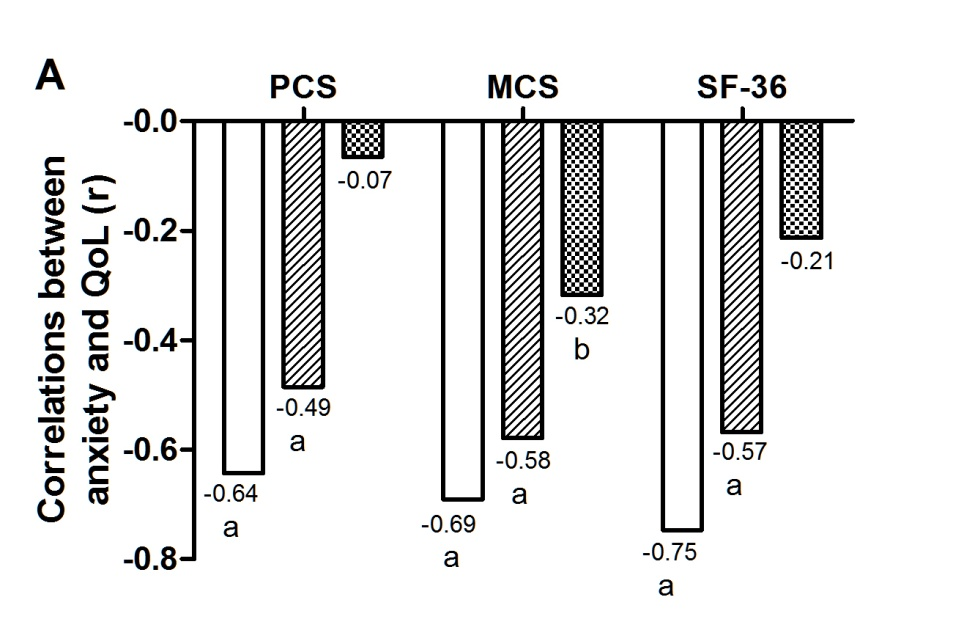 A
PCS MCS SF-36
Correlations between
anxiety and QoL (r)
-0.0
-0.2
-0.4
-0.6
-0.8
-0.64
a
-0.49
a
-0.07
-0.69
a
-0.58
a
-0.32
b
-0.75
a
-0.57
a
-0.21